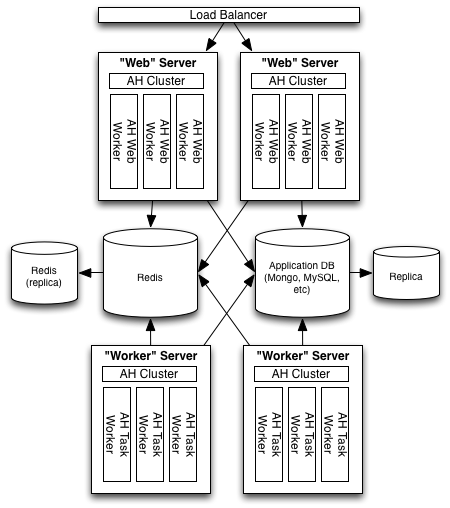 Load Balancer
"Web" Server
AH Cluster
AH Web
Worker
AH Web
Worker
AH Web
Worker
"Web" Server
AH Cluster
AH Web
Worker
AH Web
Worker
AH Web
Worker
Redis
(replica)
Redis
Application DB
(Mongo, MySQL,
etc)
Replica
"Worker" Server
AH Cluster
AH Task
Worker
AH Task
Worker
AH Task
Worker
"Worker" Server
AH Cluster
AH Task
Worker
AH Task
Worker
AH Task
Worker